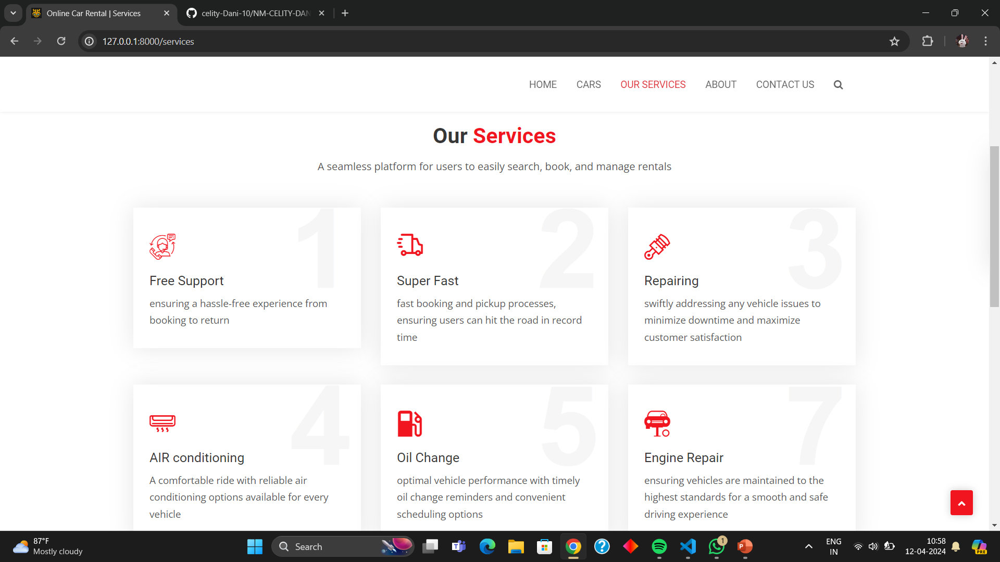 Online Car Rental | Services
celity-Dani-10/NM-CELITY-DAN
127.0.0.1:8000/services
HOME
CARS
OUR SERVICES
ABOUT
CONTACT US
Our Services
A seamless platform for users to easily search, book, and manage rentals
1
Free Support
ensuring a hassle-free experience from
booking to return
2
Super Fast
fast booking and pickup processes,
ensuring users can hit the road in record
time
3
Repairing
swiftly addressing any vehicle issues to
minimize downtime and maximize
customer satisfaction
4
AIR conditioning
A comfortable ride with reliable air
conditioning options available for every
vehicle
5
Oil Change
optimal vehicle performance with timely
oil change reminders and convenient
scheduling options
7
Engine Repair
ensuring vehicles are maintained to the
highest standards for a smooth and safe
driving experience
87°F
Mostly cloudy
Search
1
ENG
IN
10:58
12-04-2024
PRE